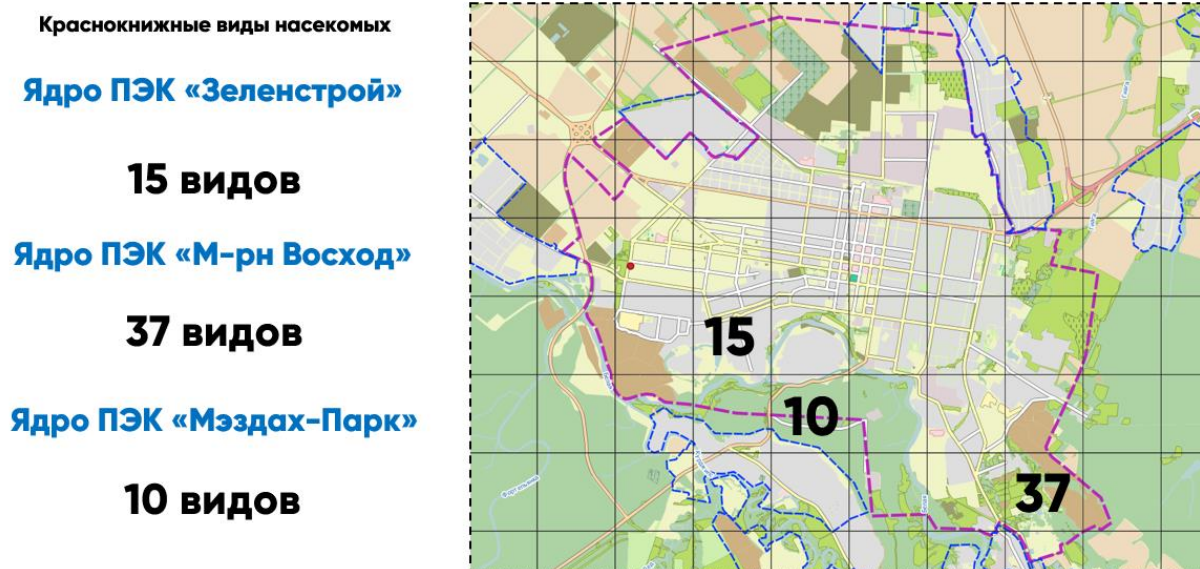 Краснокнижные виды насекомых
Ядро ПЭК «Зеленстрой»
15 видов
Ядро ПЭК «М-рн Восход»
37 видов
Ядро ПЭК «Мэздах-Парк»
10 видов
15
10
37